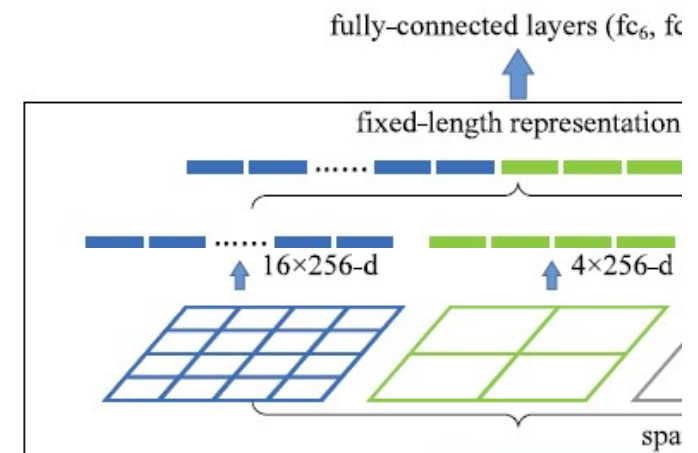 fully-connected layers (fc₆, fc
fixed-length representation
......
......
16×256-d
4×256-d
spa